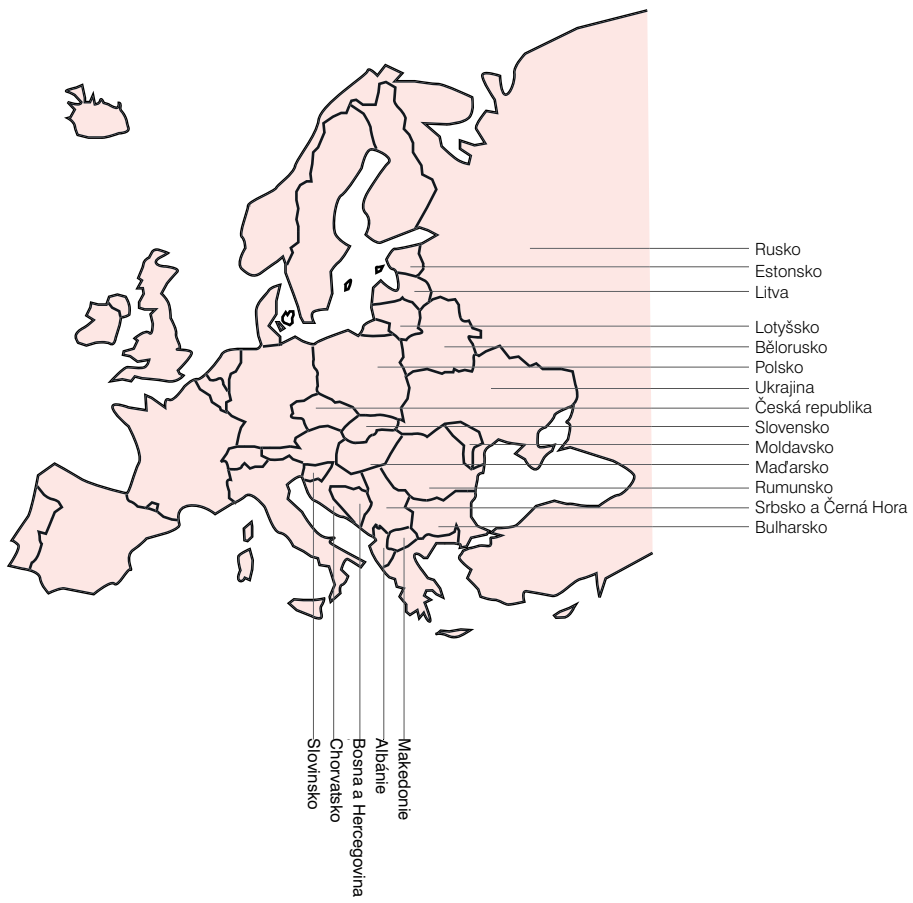 Rusko
Estonsko
Litva
Lotyšsko
Bělorusko
Polsko
Ukrajina
Česká republika
Slovensko
Moldavsko
Maďarsko
Rumunsko
Srbsko a Černá Hora
Bulharsko
Slovinsko
Chorvatsko
Bosna a Hercegovina
Albánie
Makedonie